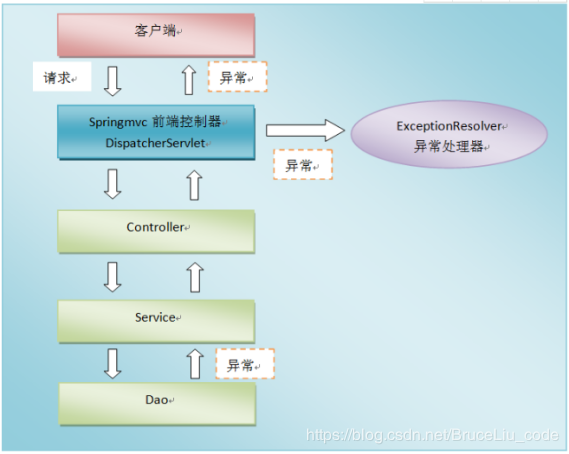 客户端
请求
异常
Springmvc 前端控制器
DispatcherServlet
异常
ExceptionResolver
异常处理器
Controller
Service
异常
Dao
https://blog.csdn.net/BruceLiu_code